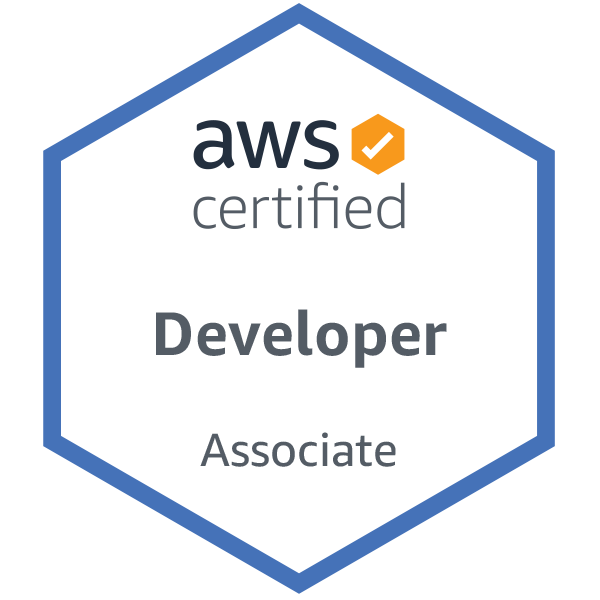 aws
certified
Developer
Associate